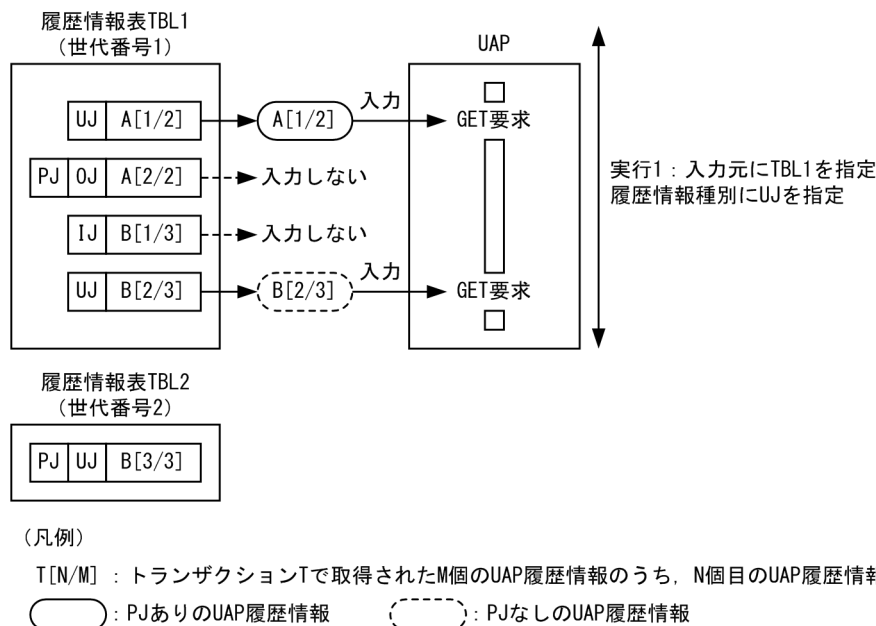 履歴情報表TBL1
(世代番号1)
UAP
UJ A[1/2]
A[1/2]
入力
GET要求
PJ OJ A[2/2]
入力しない
実行1：入力元にTBL1を指定
履歴情報種別にUJを指定
IJ B[1/3]
入力しない
UJ B[2/3]
B[2/3]
入力
GET要求
履歴情報表TBL2
(世代番号2)
PJ UJ B[3/3]
(凡例)
T[N/M] ：トランザクションTで取得されたM個のUAP履歴情報のうち，N個目のUAP履歴情
：PJありのUAP履歴情報
：PJなしのUAP履歴情報